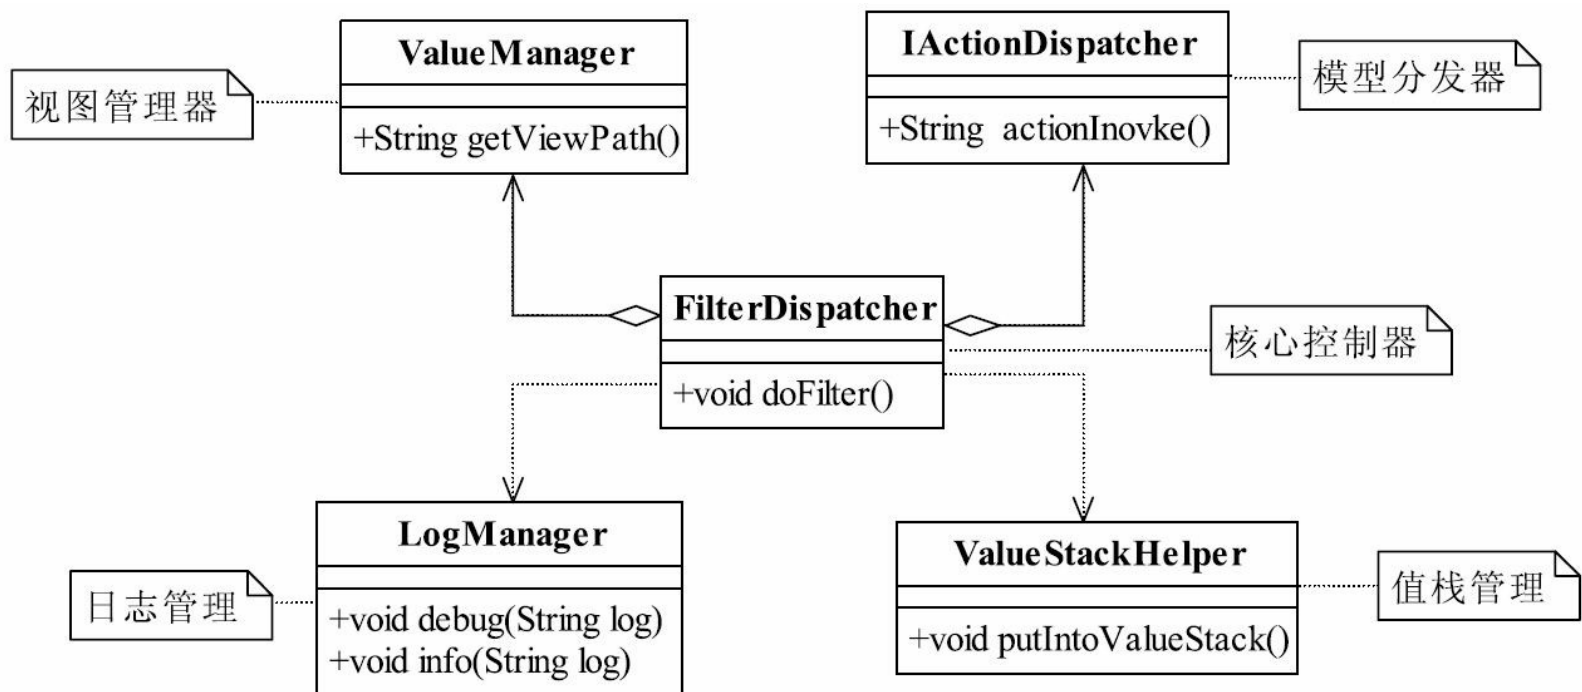 ValueManager
+String getViewPath()
视图管理器
IActionDispatcher
+String actionInovke()
模型分发器
FilterDispatcher
+void doFilter()
核心控制器
LogManager
+void debug(String log)
+void info(String log)
日志管理
ValueStackHelper
+void putIntoValueStack()
值栈管理